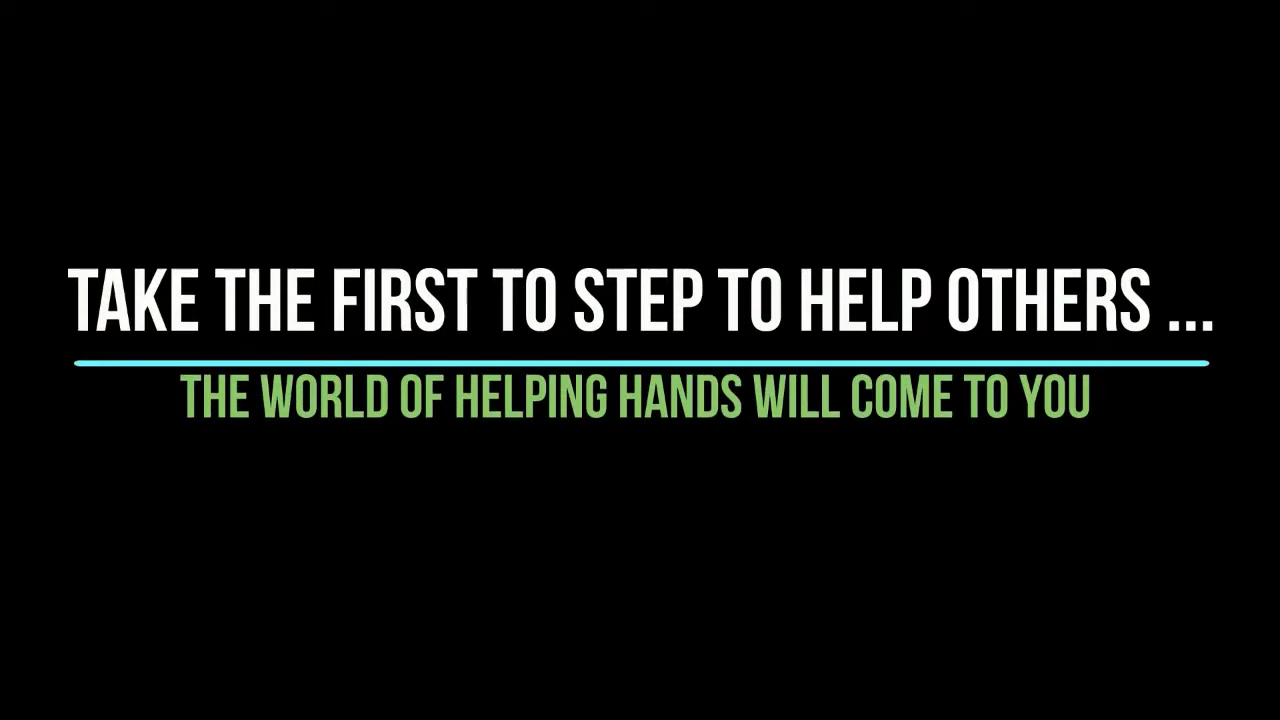 TAKE THE FIRST TO STEP TO HELP OTHERS ...
THE WORLD OF HELPING HANDS WILL COME TO YOU